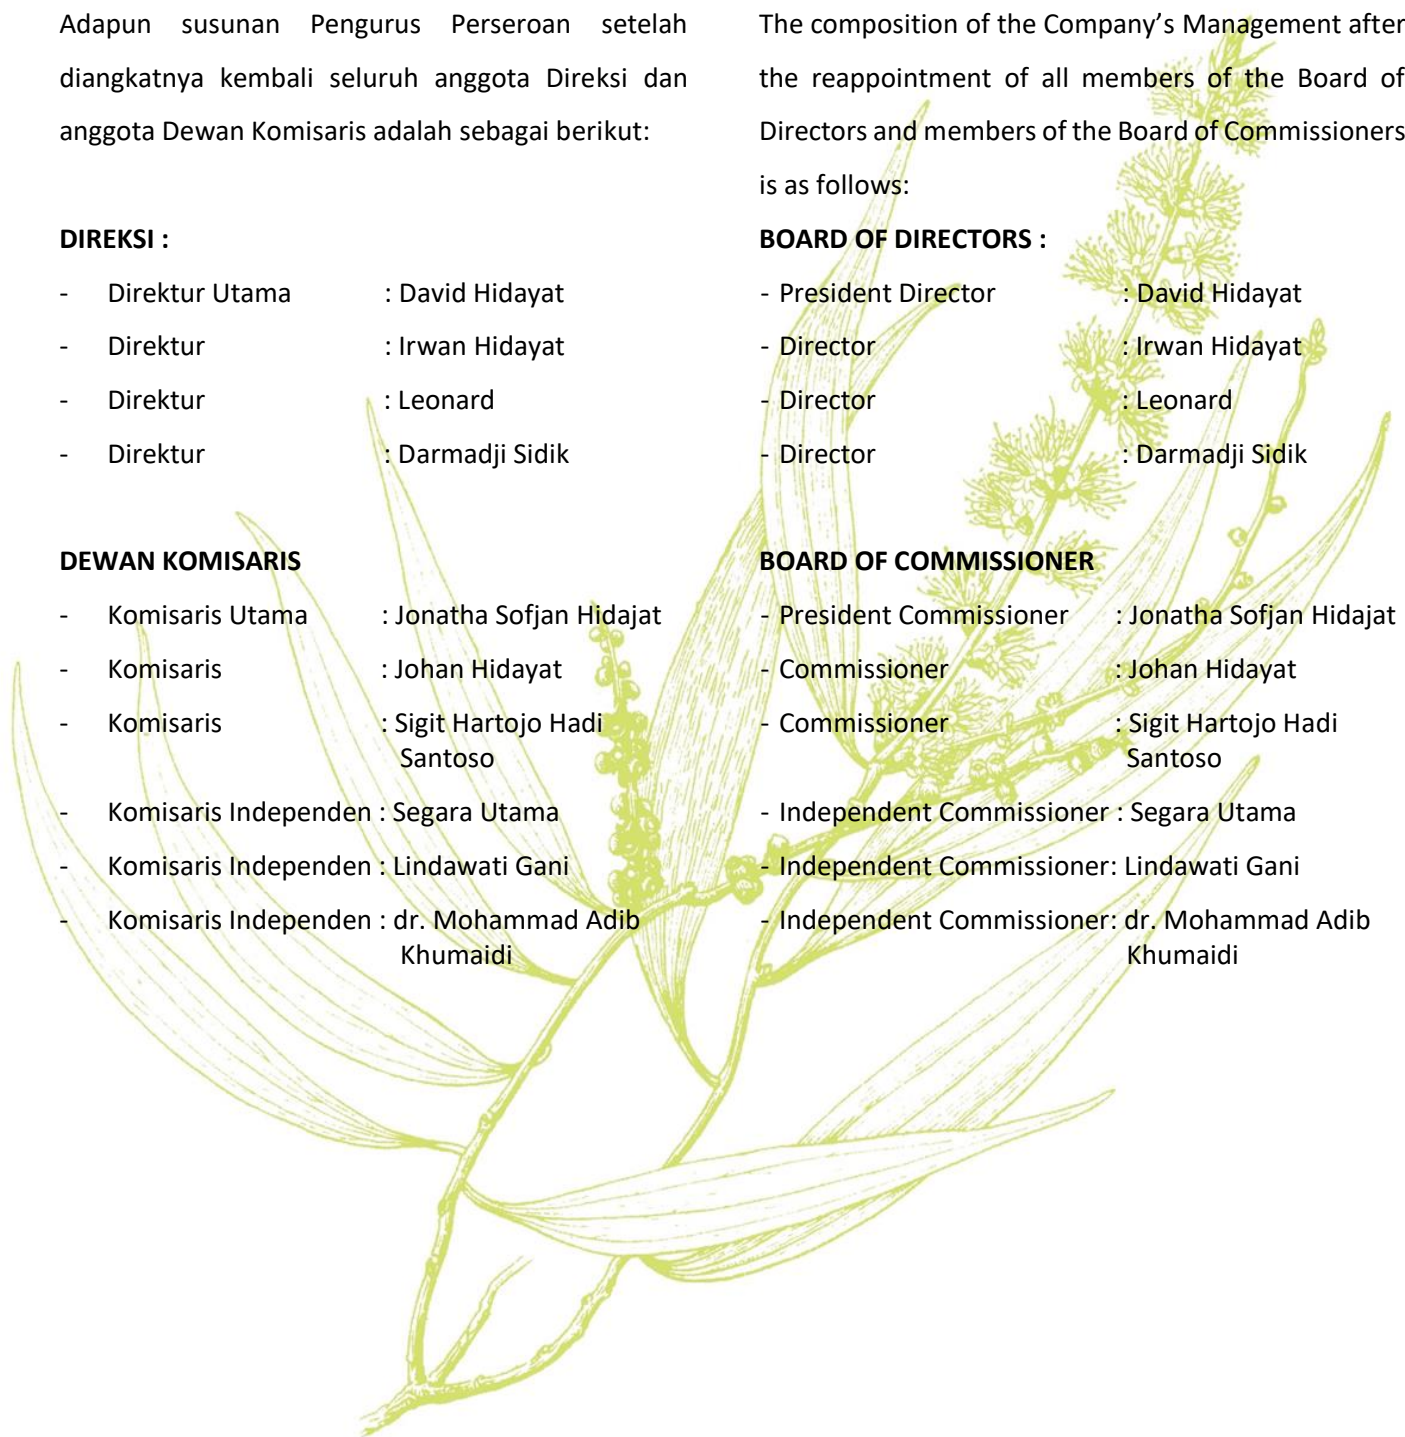 Adapun susunan Pengurus Perseroan setelah
diangkatnya kembali seluruh anggota Direksi dan
anggota Dewan Komisaris adalah sebagai berikut:
DIREKSI :
- Direktur Utama : David Hidayat
- Direktur : Irwan Hidayat
- Direktur : Leonard
- Direktur : Darmadji Sidik
DEWAN KOMISARIS
- Komisaris Utama : Jonatha Sofjan Hidajat
- Komisaris : Johan Hidayat
- Komisaris : Sigit Hartojo Hadi
Santoso
- Komisaris Independen : Segara Utama
- Komisaris Independen : Lindawati Gani
- Komisaris Independen : dr. Mohammad Adib
Khumaidi
The composition of the Company’s Management after
the reappointment of all members of the Board of
Directors and members of the Board of Commissioners
is as follows:
BOARD OF DIRECTORS :
- President Director : David Hidayat
- Director : Irwan Hidayat
- Director : Leonard
- Director : Darmadji Sidik
BOARD OF COMMISSIONER
- President Commissioner : Jonatha Sofjan Hidajat
- Commissioner : Johan Hidayat
- Commissioner : Sigit Hartojo Hadi
Santoso
- Independent Commissioner : Segara Utama
- Independent Commissioner: Lindawati Gani
- Independent Commissioner: dr. Mohammad Adib
Khumaidi